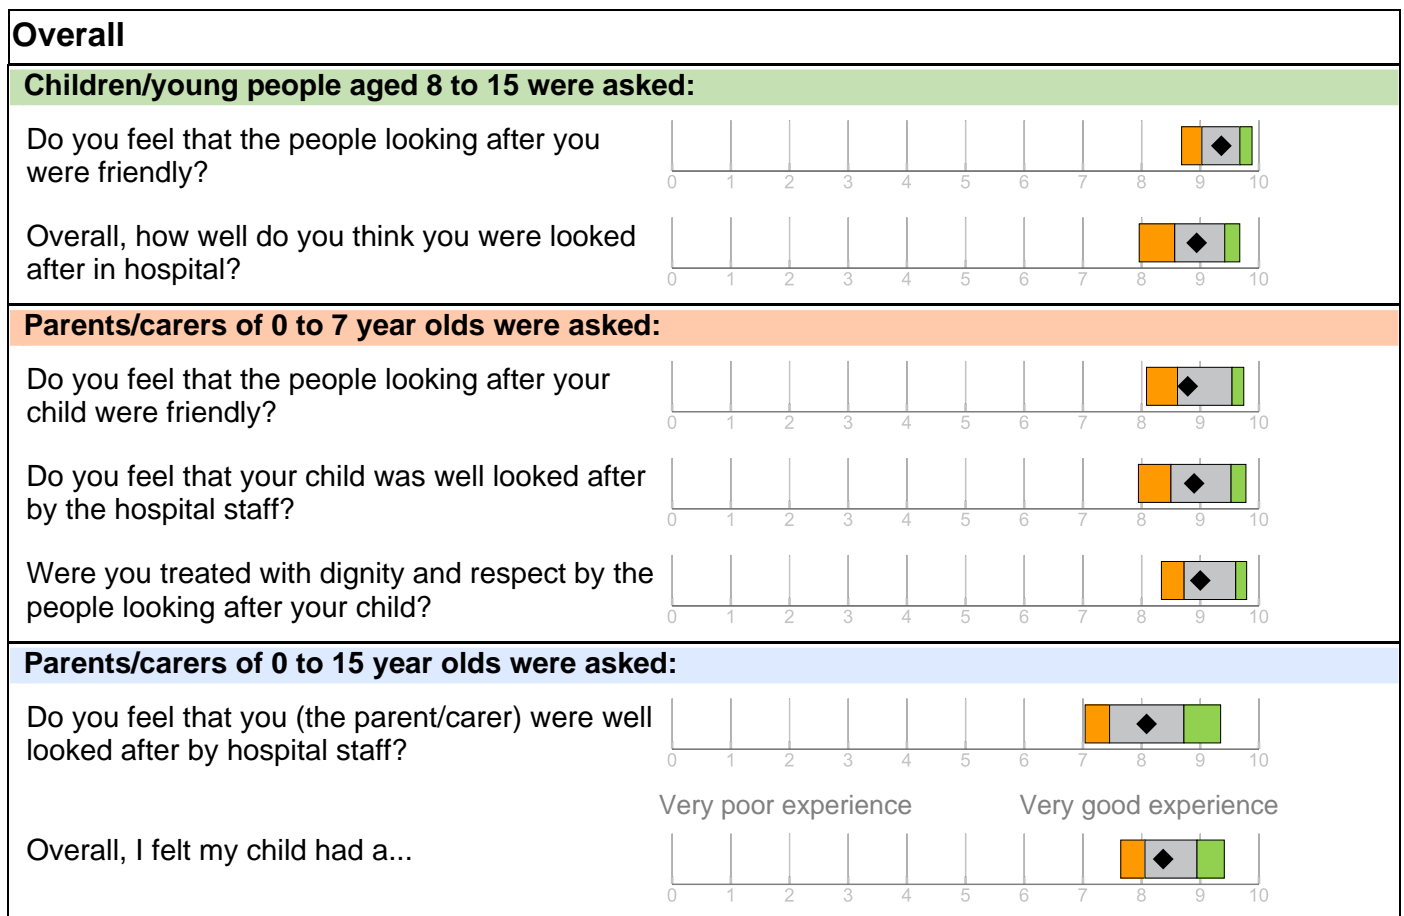 Overall
Children/young people aged 8 to 15 were asked:
Do you feel that the people looking after you
were friendly?
0 1 2 3 4 5 6 7 8 9 10
Overall, how well do you think you were looked
after in hospital?
0 1 2 3 4 5 6 7 8 9 10
Parents/carers of 0 to 7 year olds were asked:
Do you feel that the people looking after your
child were friendly?
0 1 2 3 4 5 6 7 8 9 10
Do you feel that your child was well looked after
by the hospital staff?
0 1 2 3 4 5 6 7 8 9 10
Were you treated with dignity and respect by the
people looking after your child?
0 1 2 3 4 5 6 7 8 9 10
Parents/carers of 0 to 15 year olds were asked:
Do you feel that you (the parent/carer) were well
looked after by hospital staff?
0 1 2 3 4 5 6 7 8 9 10
Very poor experience Very good experience
Overall, I felt my child had a...
0 1 2 3 4 5 6 7 8 9 10